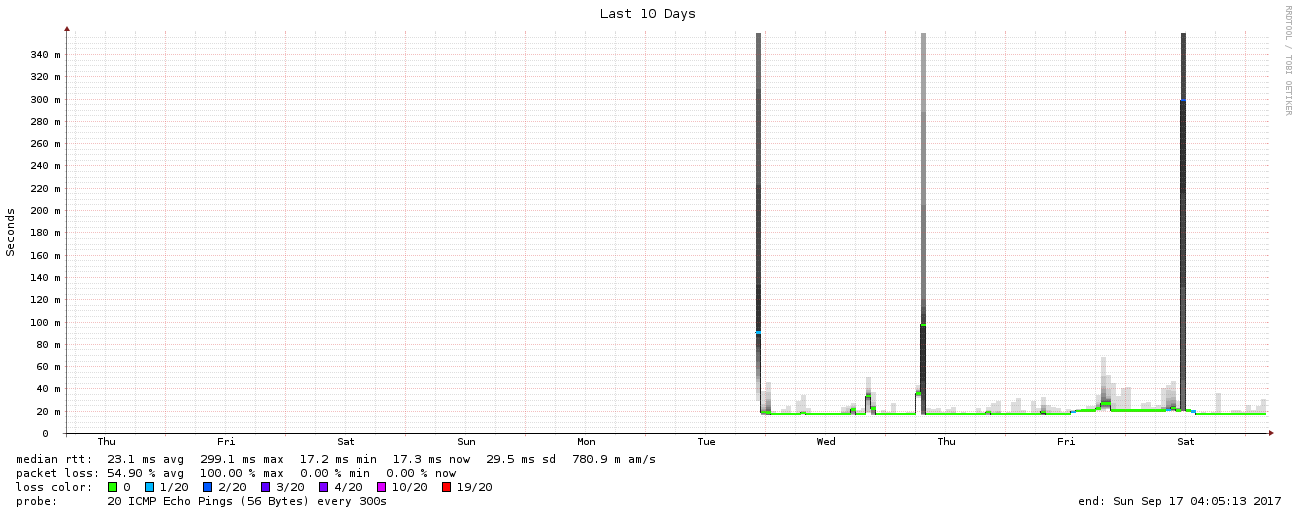 Last 10 Days
RRDTOOL / TOBI OETIKER
Seconds
340 m
320 m
300 m
280 m
260 m
240 m
220 m
200 m
180 m
160 m
140 m
120 m
100 m
80 m
60 m
40 m
20 m
0
Thu Fri Sat Sun Mon Tue Wed Thu Fri Sat
median rtt: 23.1 ms avg 299.1 ms max 17.2 ms min 17.3 ms now 29.5 ms sd 780.9 m am/s
packet loss: 54.90 % avg 100.00 % max 0.00 % min 0.00 % now
loss color: 0 1/20 2/20 3/20 4/20 10/20 19/20
probe: 20 ICMP Echo Pings (56 Bytes) every 300s end: Sun Sep 17 04:05:13 2017